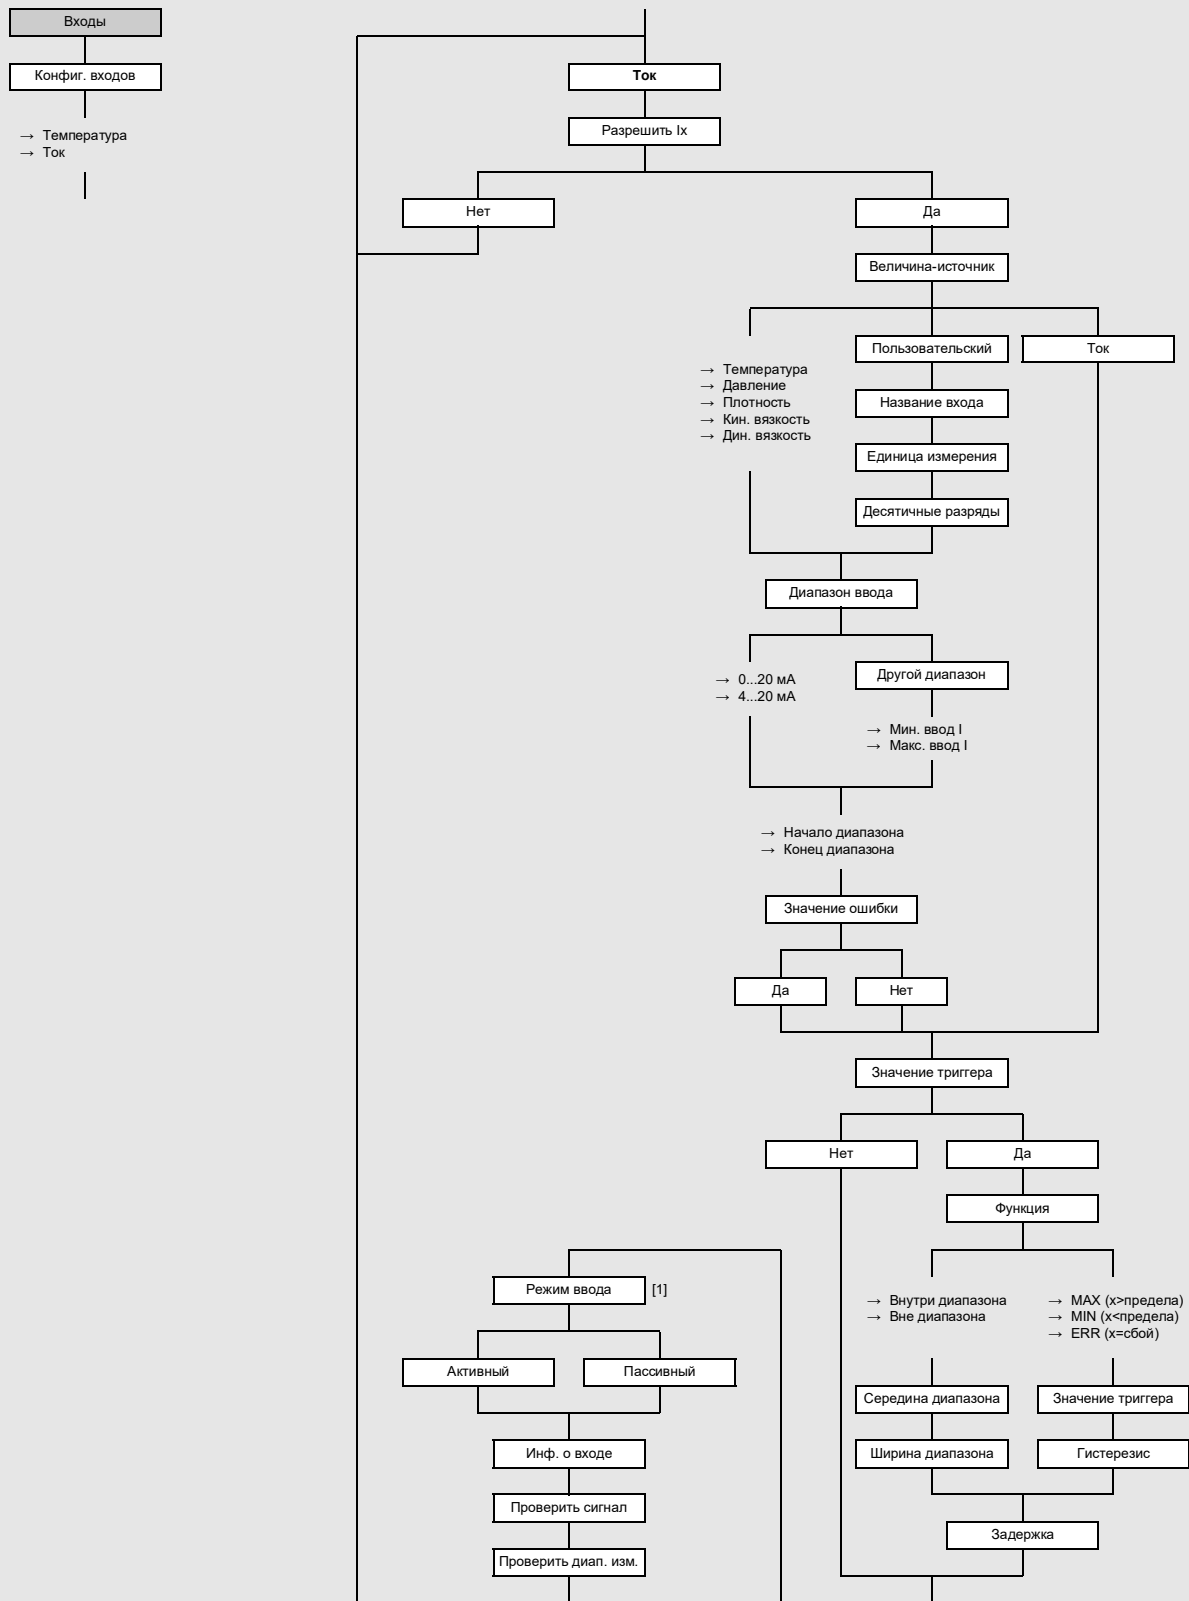 Входы
Конфиг. входов
→ Температура
→ Ток
Ток
Разрешить Ix
Нет
Да
Величина-источник
→ Температура
→ Давление
→ Плотность
→ Кин. вязкость
→ Дин. вязкость
Пользовательский
Ток
Название входа
Единица измерения
Десятичные разряды
Диапазон ввода
→ 0...20 мА
→ 4...20 мА
Другой диапазон
→ Мин. ввод I
→ Макс. ввод I
→ Начало диапазона
→ Конец диапазона
Значение ошибки
Да
Нет
Значение триггера
Нет
Да
Функция
→ Внутри диапазона
→ Вне диапазона
→ MAX (x>предела)
→ MIN (x<предела)
→ ERR (x=сбой)
Середина диапазона
Значение триггера
Ширина диапазона
Гистерезис
Задержка
Режим ввода [1]
Активный
Пассивный
Инф. о входе
Проверить сигнал
Проверить диап. изм.